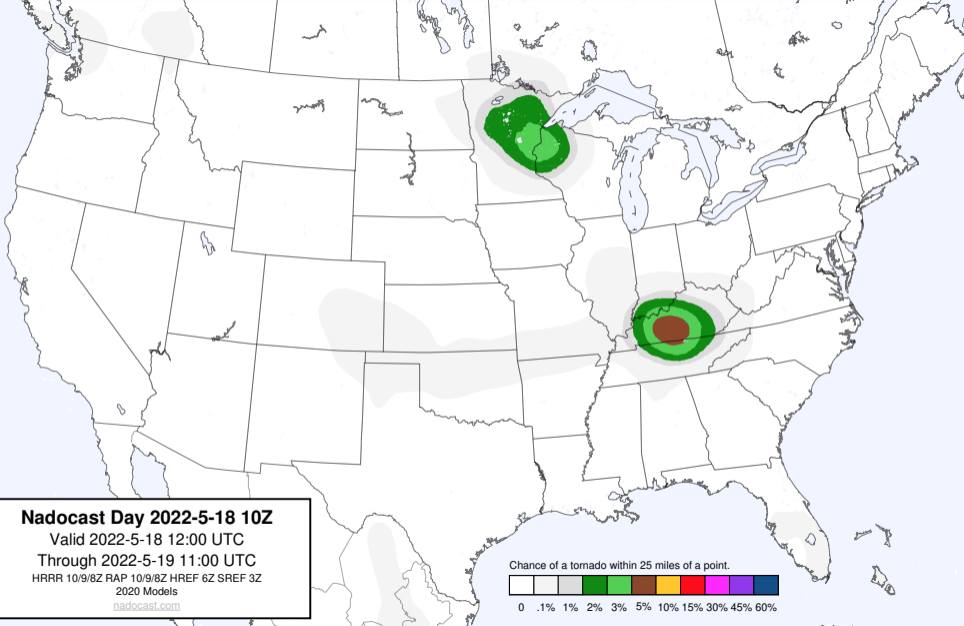 Nadocast Day 2022-5-18 10Z
Valid 2022-5-18 12:00 UTC
Through 2022-5-19 11:00 UTC
HRRR 10/9/8Z RAP 10/9/8Z HREF 6Z SREF 3Z
2020 Models
nadocast.com
Chance of a tornado within 25 miles of a point.
0 .1% 1% 2% 3% 5% 10% 15% 30% 45% 60%